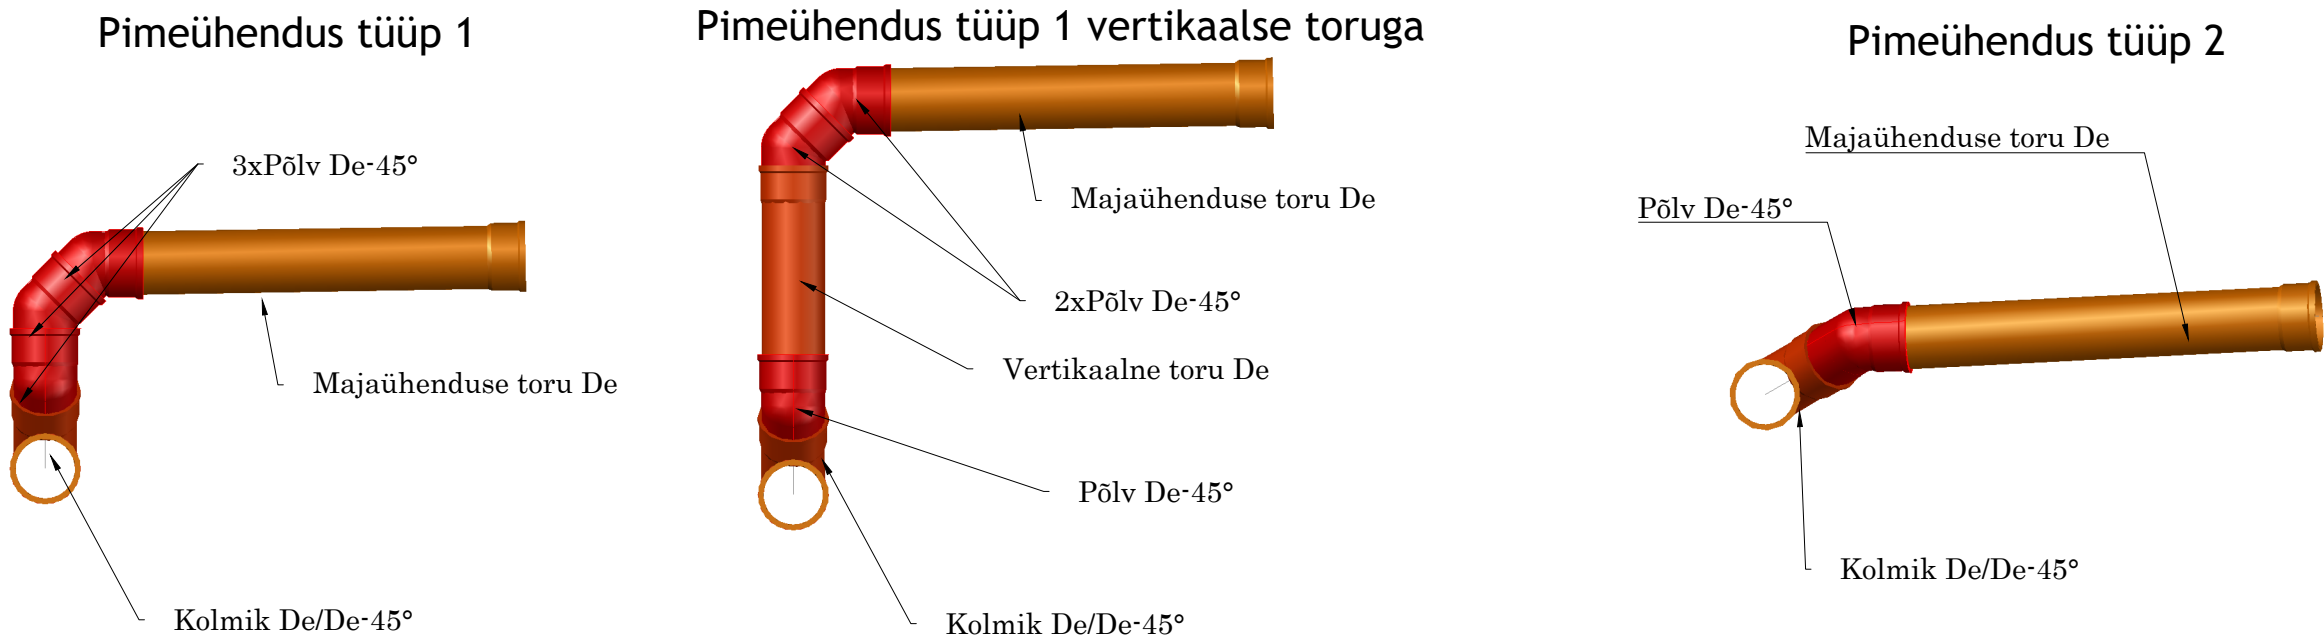 Pimeühendus tüüp 1
3xPõlv De-45°
Majaühenduse toru De
Kolmik De/De-45°
Pimeühendus tüüp 1 vertikaalse toruga
Majaühenduse toru De
2xPõlv De-45°
Vertikaalne toru De
Põlv De-45°
Kolmik De/De-45°
Pimeühendus tüüp 2
Majaühenduse toru De
Põlv De-45°
Kolmik De/De-45°